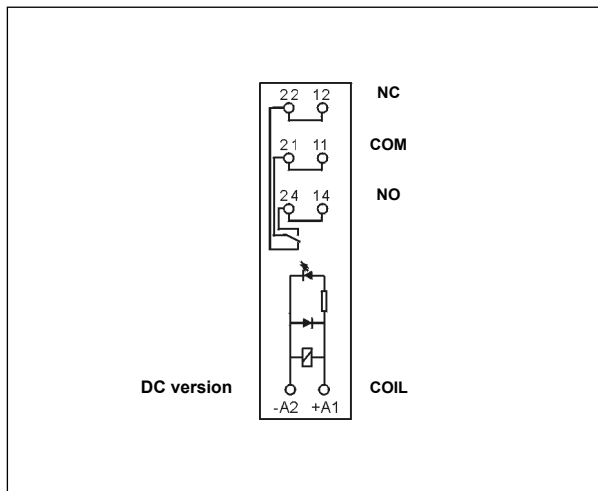 22 12 NC
21 11 COM
24 14 NO
DC version COIL
-A2 +A1